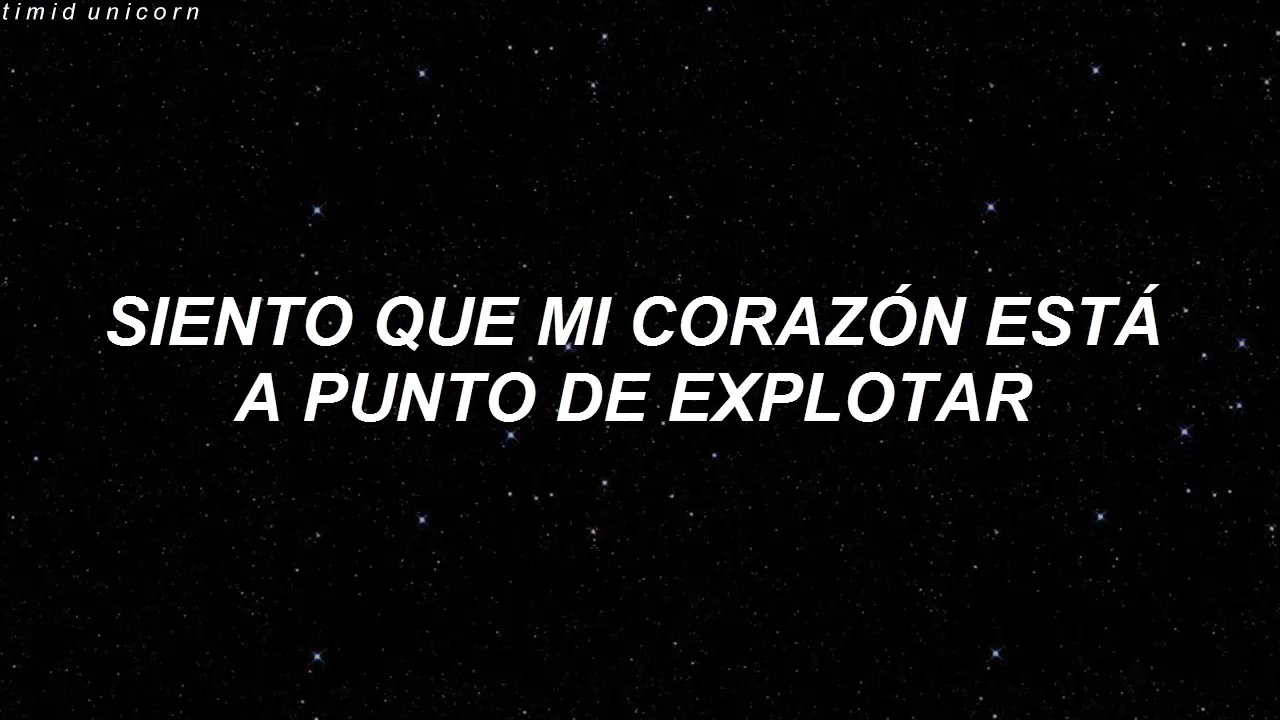 timid unicorn
SIENTO QUE MI CORAZÓN ESTÁ
A PUNTO DE EXPLOTAR